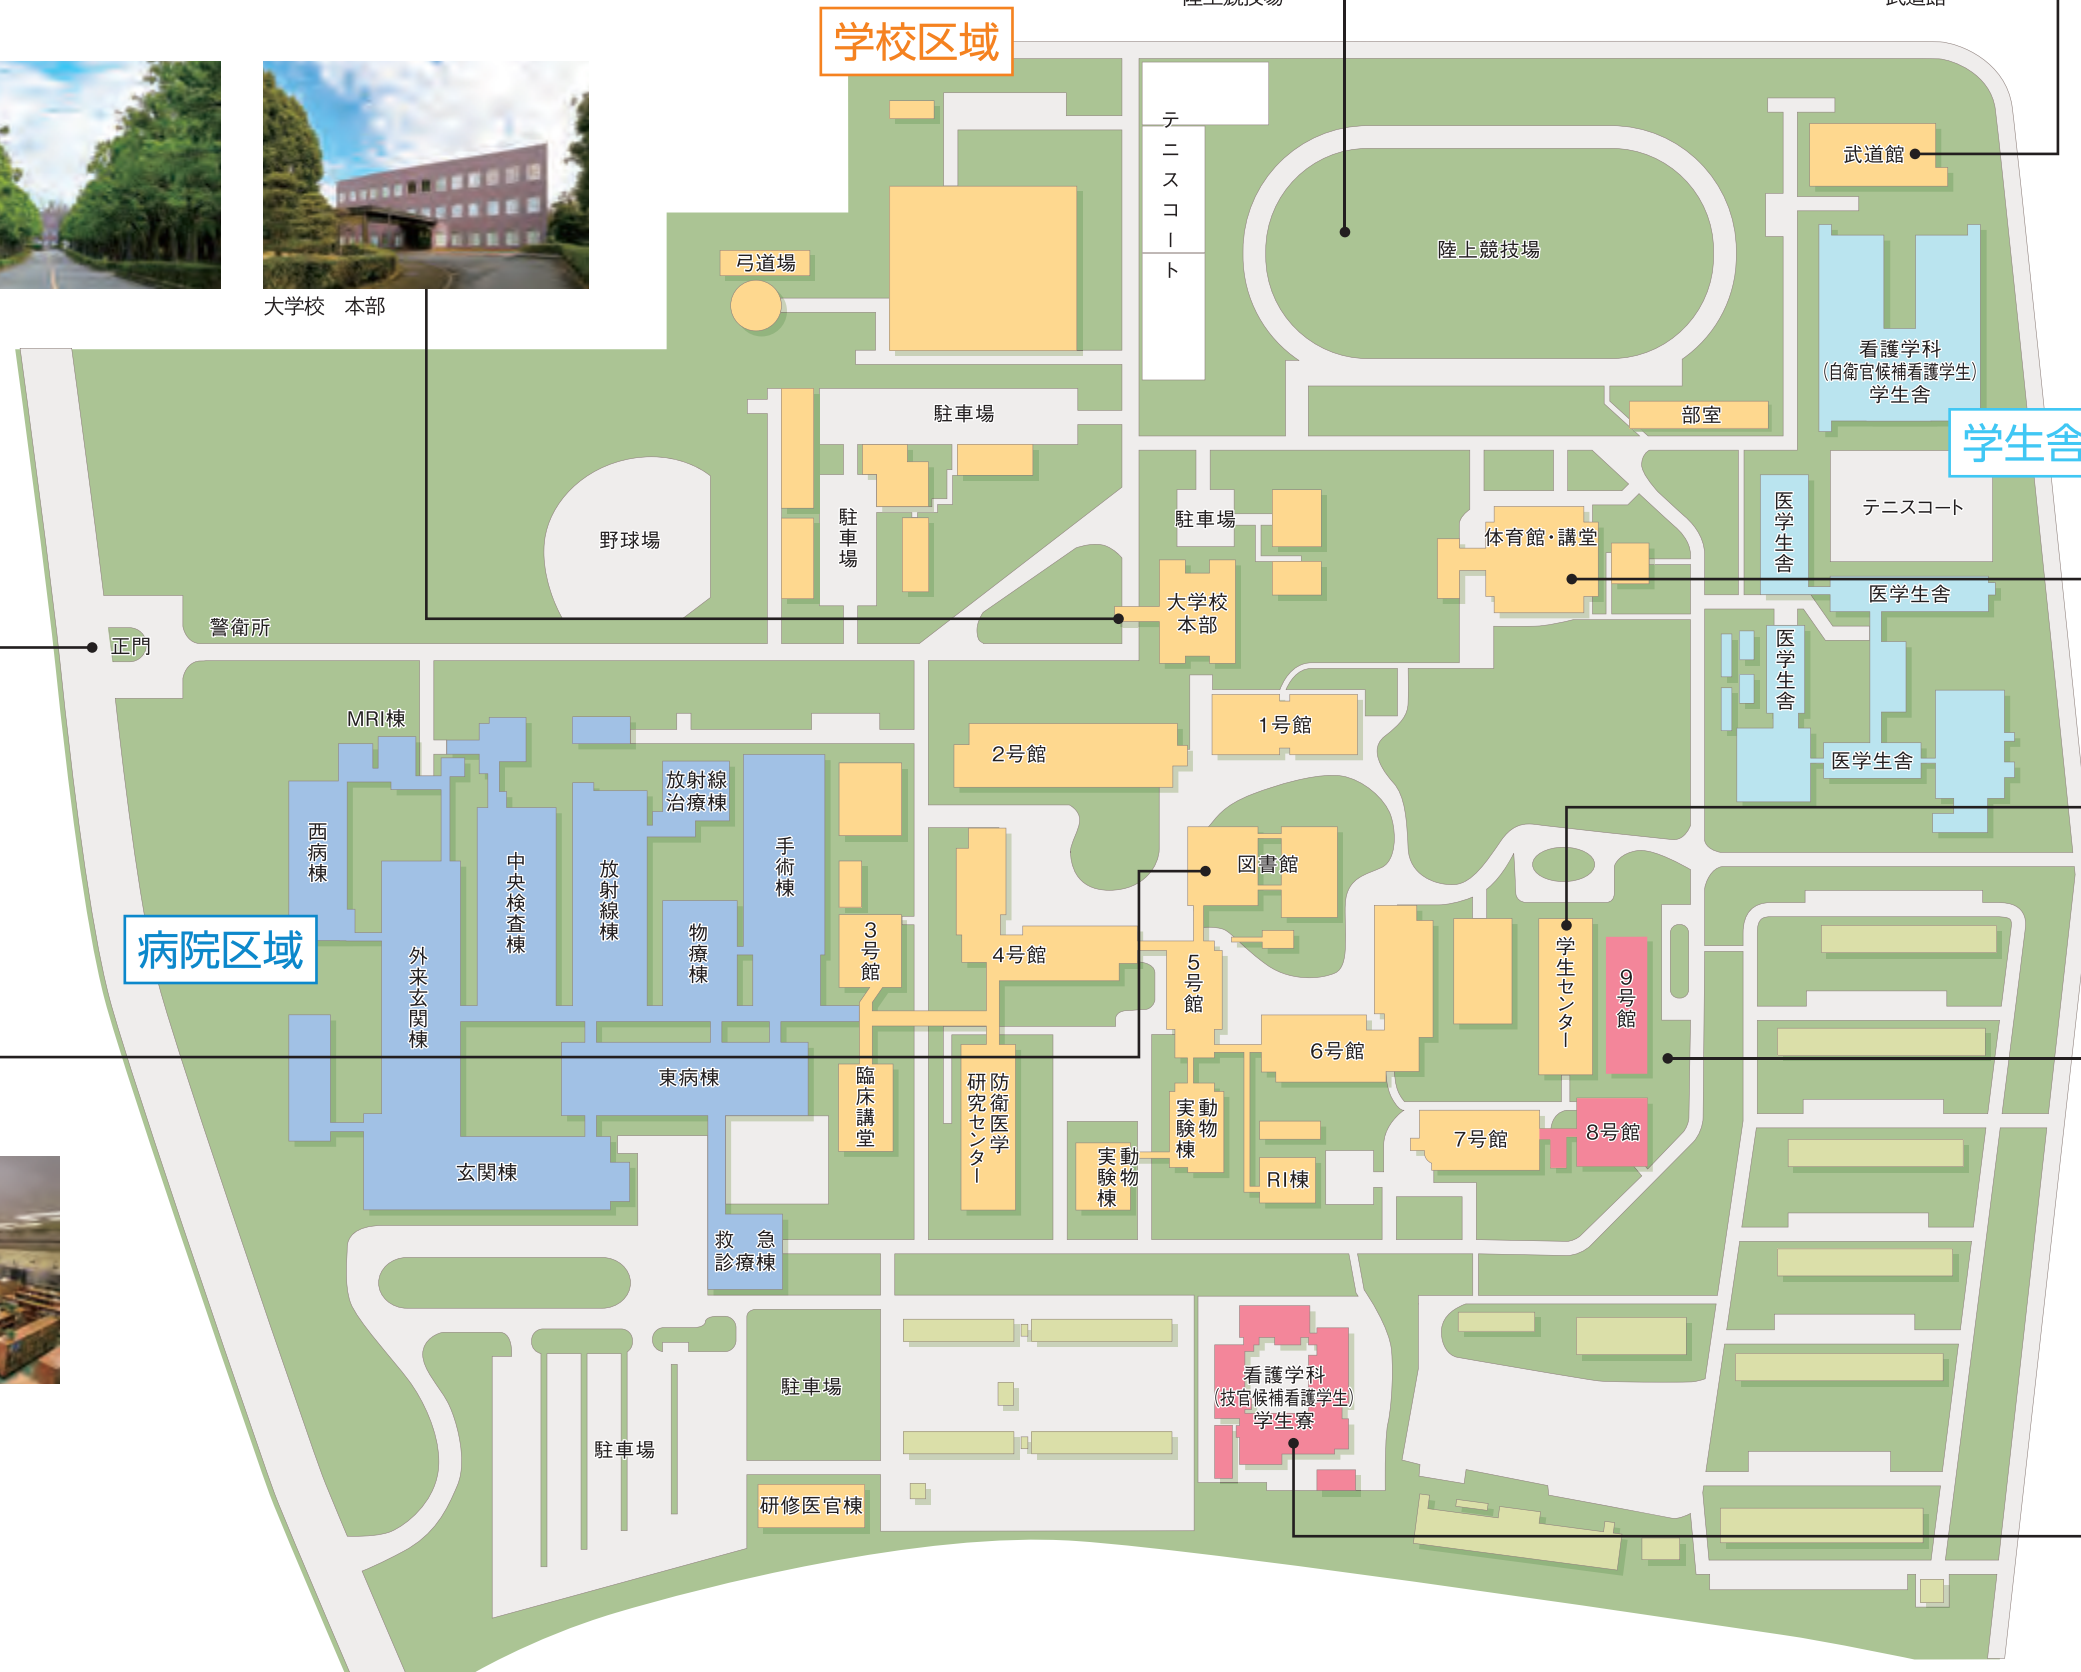 陸上競技場
武道館
学校区域
大学校　本部
テニスコート
武道館
弓道場
陸上競技場
看護学科
(自衛官候補看護学生)
学生舎
駐車場
部室
学生舎
野球場
駐車場
駐車場
体育館・講堂
医学生舎
テニスコート
大学校
本部
医学生舎
警衛所
正門
医学生舎
MRI棟
1号館
2号館
医学生舎
放射線
治療棟
西病棟
中央検査棟
放射線棟
手術棟
図書館
病院区域
外来玄関棟
物療棟
3号館
4号館
5号館
学生センター
9号館
6号館
東病棟
臨床講堂
防衛医学
研究センター
動物
実験棟
動物
実験棟
7号館
8号館
RI棟
玄関棟
救　急
診療棟
看護学科
(技官候補看護学生)
学生寮
駐車場
駐車場
研修医官棟